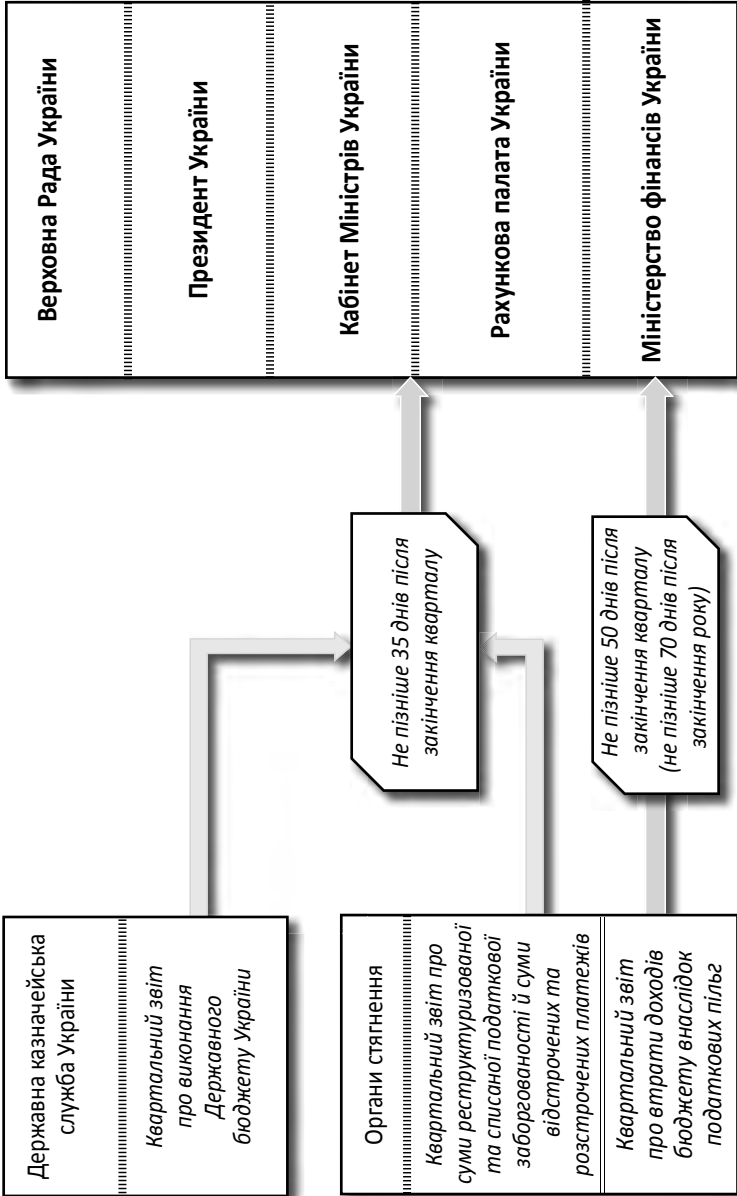 Державна казначейська
служба України
Квартальний звіт
про виконання
Державного
бюджету України
Органи стягнення
Квартальний звіт про
суми реструктуризованої
та списаної податкової
заборгованості й суми
відстрочених та
розстрочених платежів
Квартальний звіт
про втрати доходів
бюджету внаслідок
податкових пільг
Не пізніше 35 днів після
закінчення кварталу
Не пізніше 50 днів після
закінчення кварталу
(не пізніше 70 днів після
закінчення року)
Верховна Рада України
Президент України
Кабінет Міністрів України
Рахункова палата України
Міністерство фінансів України